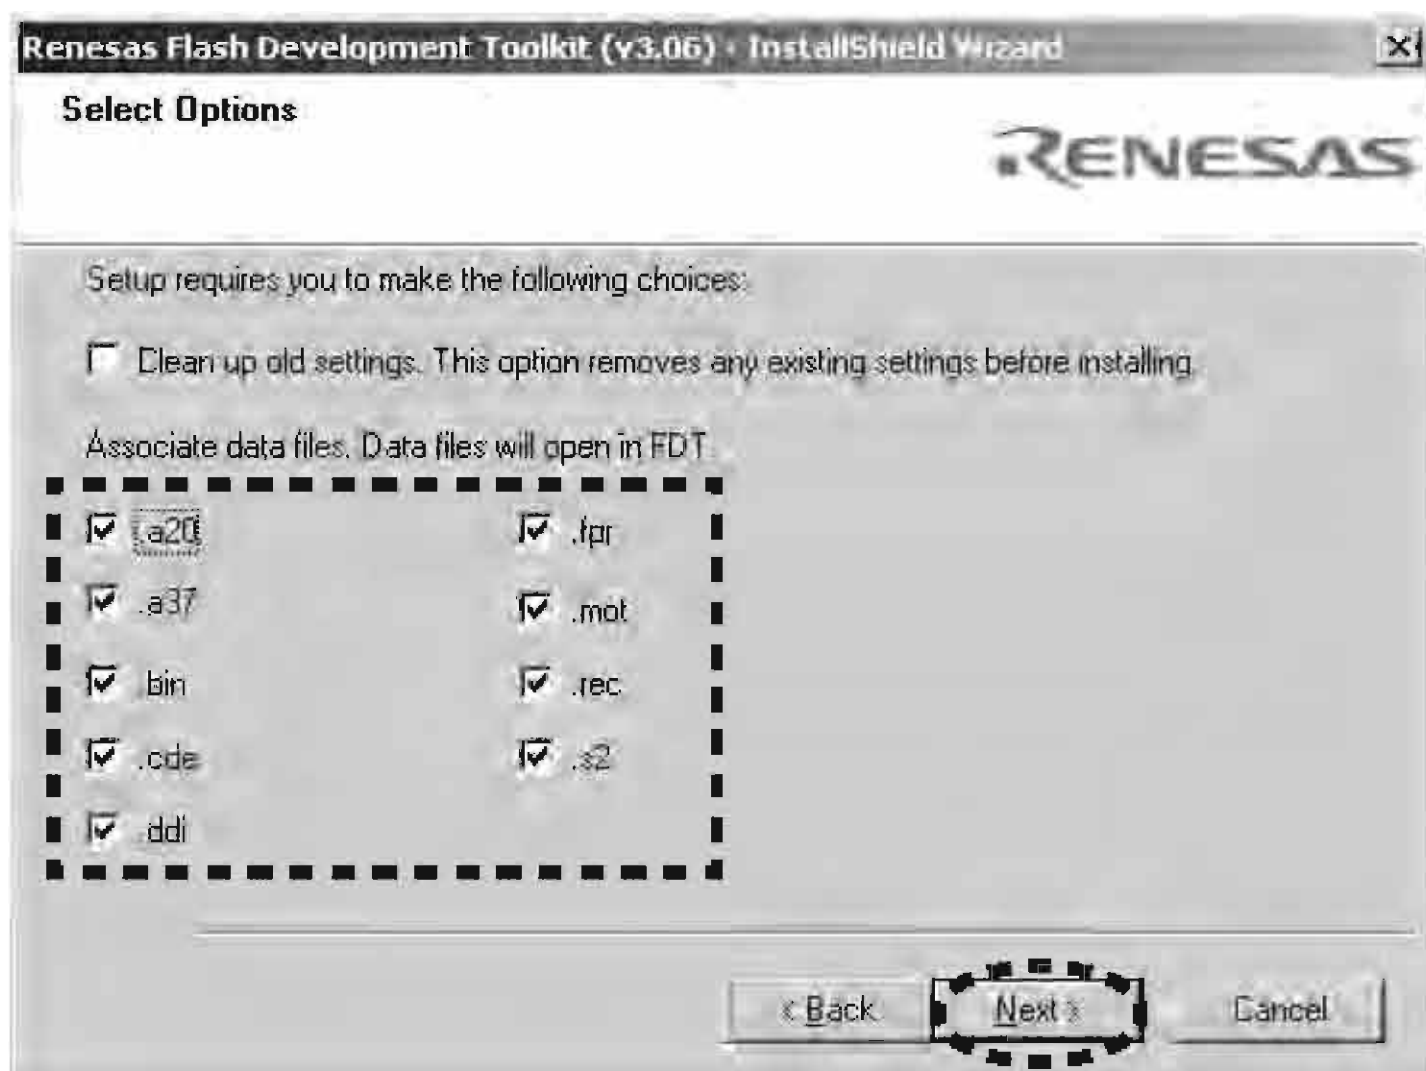 Renesas Flash Development Toolkit (v3.06) - InstallShield Wizard
Select Options
RENESAS
Setup requires you to make the following choices:
Clean up old settings. This option removes any existing settings before installing.
Associate data files. Data files will open in FDT.
.a20
.fpr
.a37
.mot
.bin
.rec
.cde
.s2
.ddi
< Back
Next >
Cancel